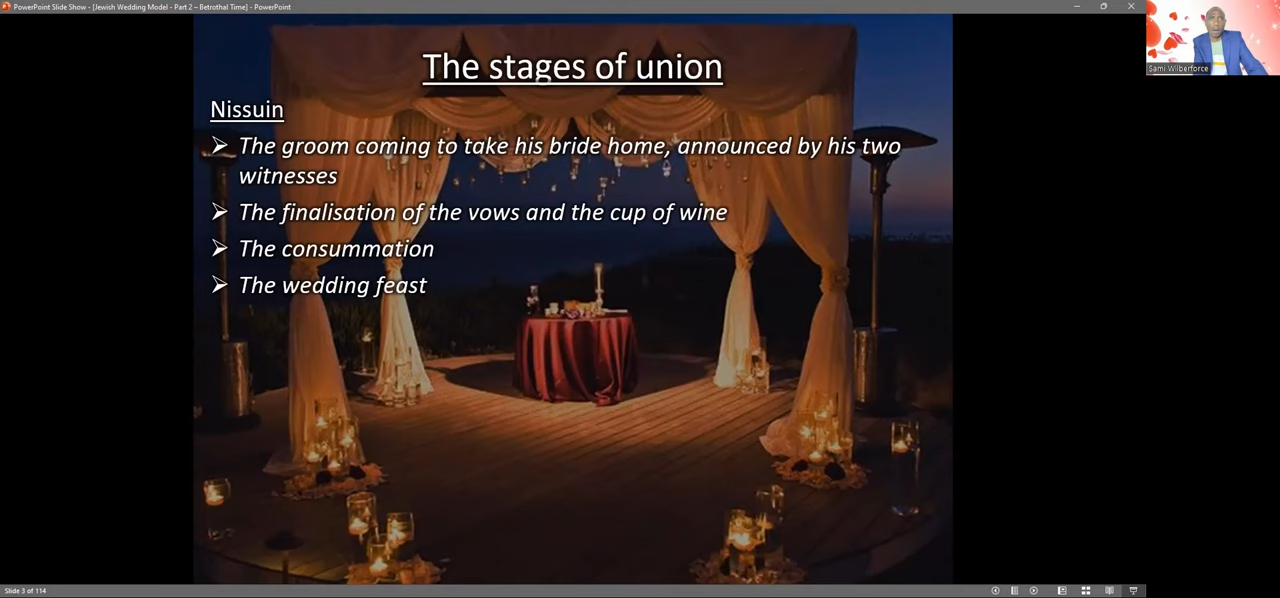 PowerPoint Slide Show - [Jewish Wedding Model - Part 2 – Betrothal Time] - PowerPoint
Sami Wilberforce
The stages of union
Nissuin
➢ The groom coming to take his bride home, announced by his two
witnesses
➢ The finalisation of the vows and the cup of wine
➢ The consummation
➢ The wedding feast
Slide 3 of 114